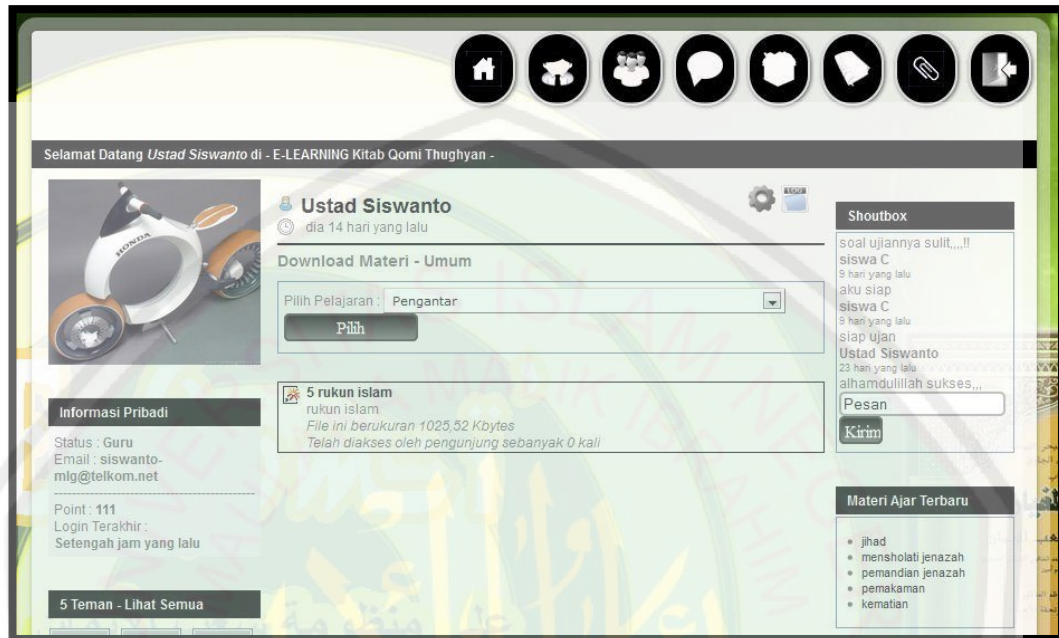 Selamat Datang Ustad Siswanto di - E-LEARNING Kitab Qomi Thughyan -
HONDA
Informasi Pribadi
Status : Guru
Email : siswanto-
mlg@telkom.net
Point : 111
Login Terakhir :
Setengah jam yang lalu
5 Teman - Lihat Semua
Ustad Siswanto
dia 14 hari yang lalu
LOG
Download Materi - Umum
Pilih Pelajaran : Pengantar
Pilih
5 rukun islam
rukun islam
File ini berukuran 1025,52 Kbytes
Telah diakses oleh pengunjung sebanyak 0 kali
Shoutbox
soal ujiannya sulit,,,,!!
siswa C
9 hari yang lalu
aku siap
siswa C
9 hari yang lalu
siap ujan
Ustad Siswanto
23 hari yang lalu
alhamdulillah sukses,,,
Pesan
Kirim
Materi Ajar Terbaru
jihad
mensholati jenazah
pemandian jenazah
pemakaman
kematian